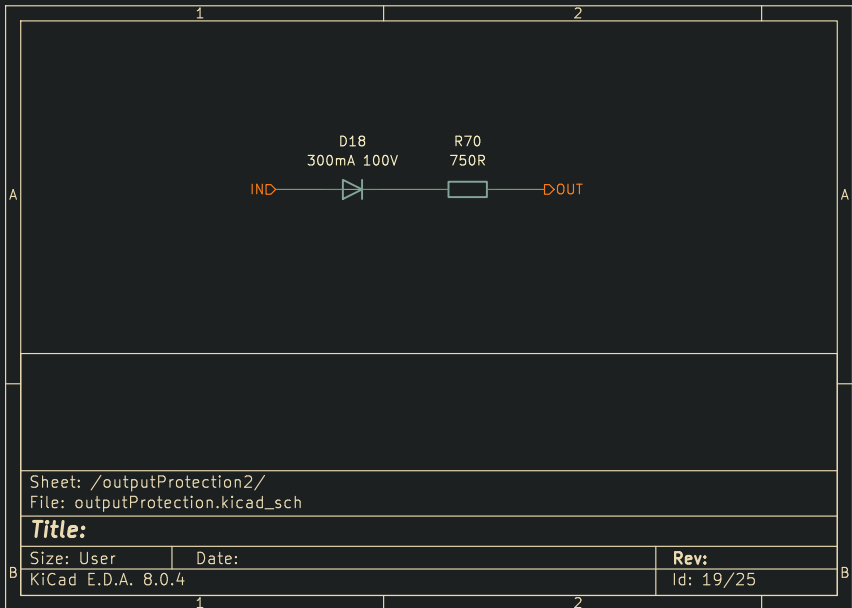 1 2
D18 R70
300mA 100V 750R
IN OUT
A A
Sheet: /outputProtection2/
File: outputProtection.kicad_sch
Title:
Size: User Date: Rev:
B B
KiCad E.D.A. 8.0.4 Id: 19/25
1 2